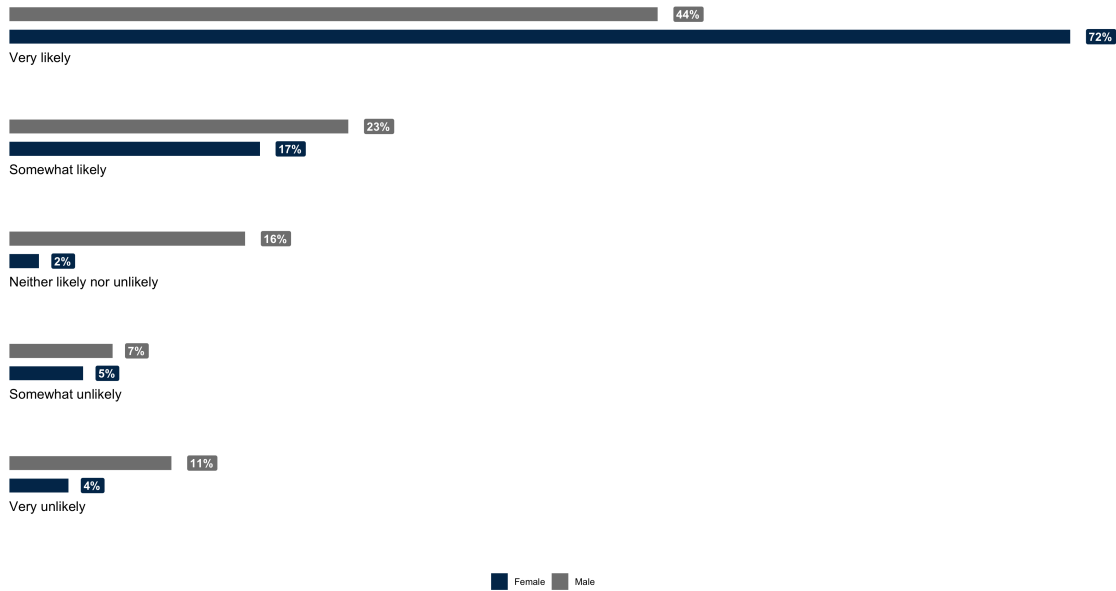 44%
72%
Very likely
23%
17%
Somewhat likely
16%
2%
Neither likely nor unlikely
7%
5%
Somewhat unlikely
11%
4%
Very unlikely
Female Male